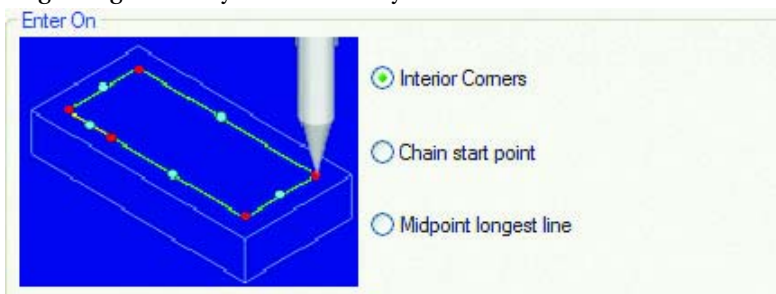 Enter On
Interior Corners
Chain start point
Midpoint longest line